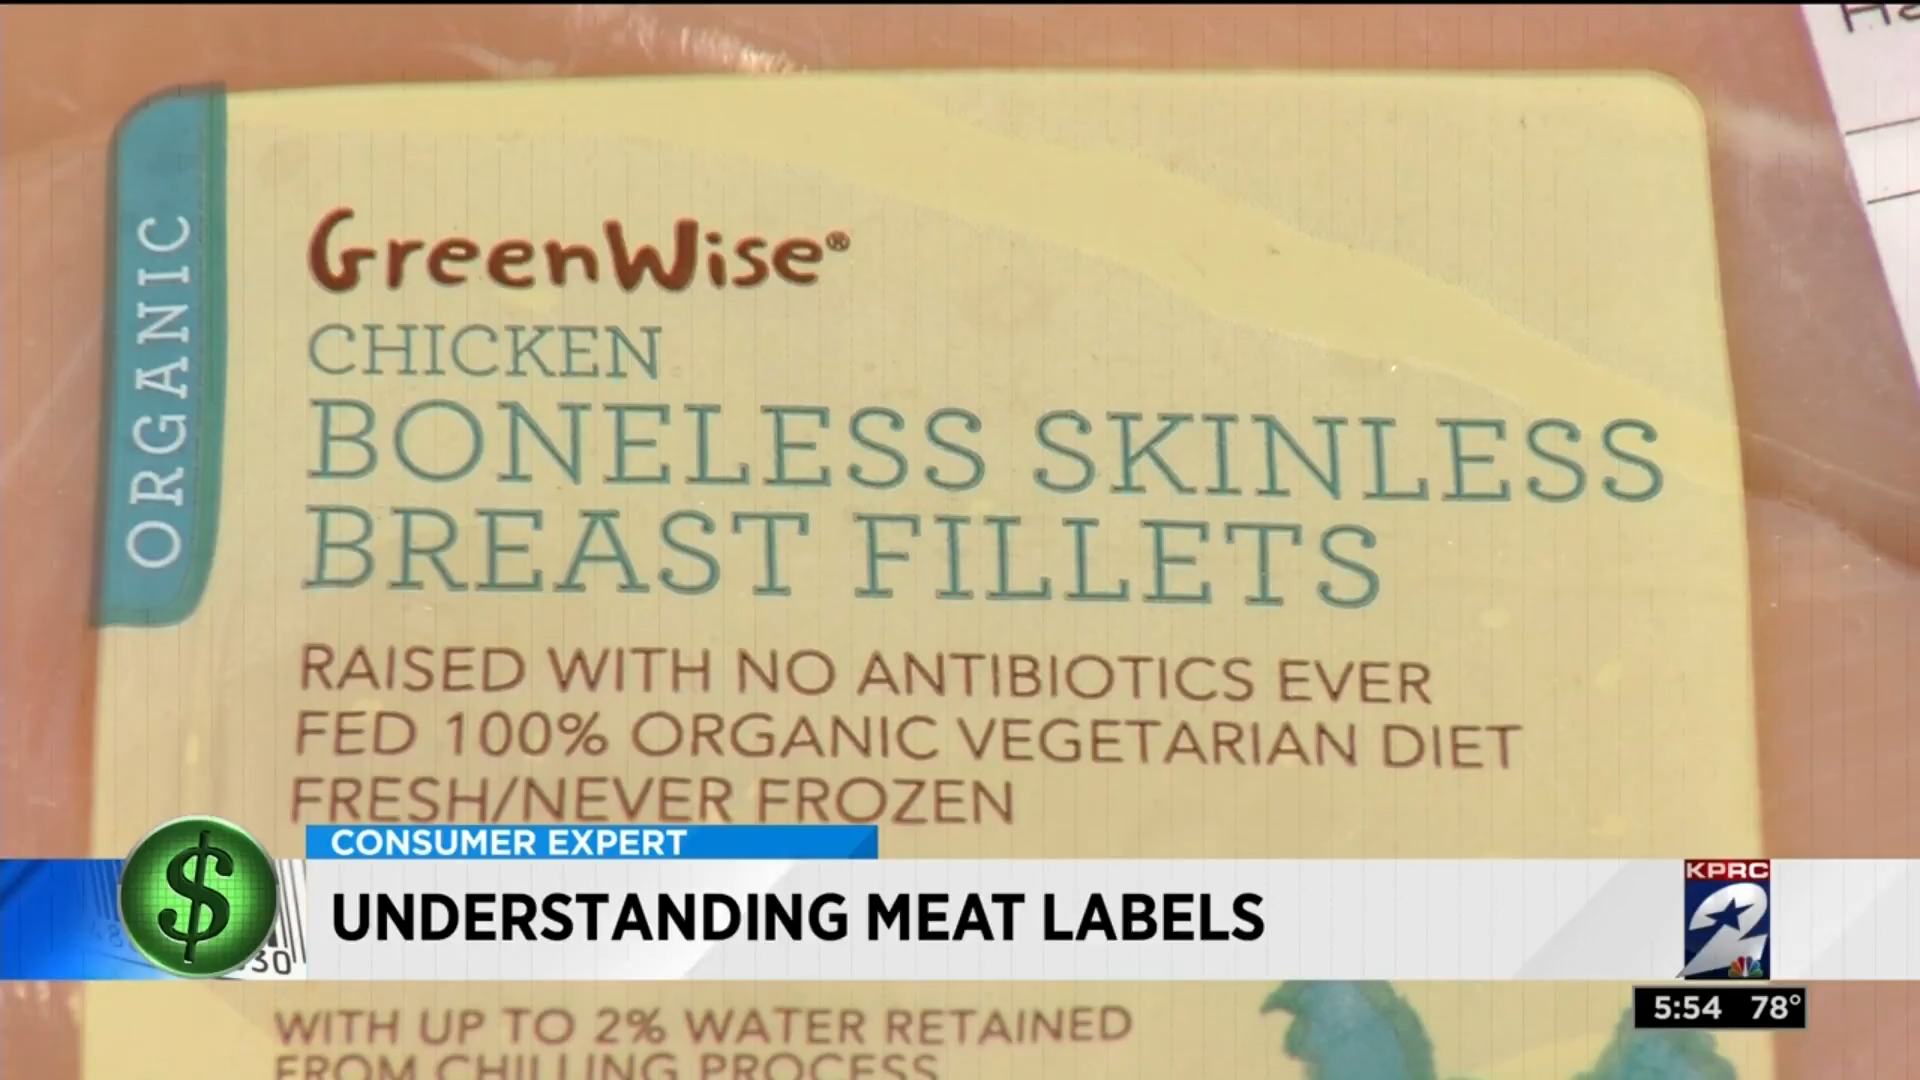 ORGANIC
GreenWise®
CHICKEN
BONELESS SKINLESS
BREAST FILLETS
RAISED WITH NO ANTIBIOTICS EVER
FED 100% ORGANIC VEGETARIAN DIET
FRESH/NEVER FROZEN
CONSUMER EXPERT
UNDERSTANDING MEAT LABELS
KPRC
2
5:54 78°
WITH UP TO 2% WATER RETAINED
FROM CHILLING PROCESS